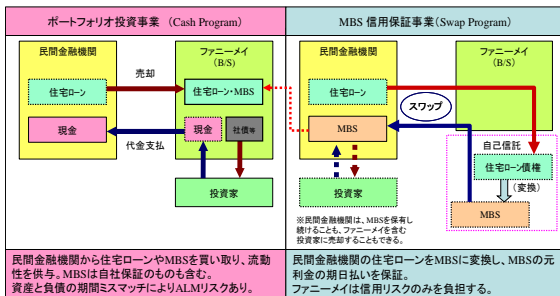 ポートフォリオ投資事業 (Cash Program)
民間金融機関
ファニーメイ
(B/S)
売却
住宅ローン
住宅ローン・MBS
現金
現金
社債等
代金支払
投資家
民間金融機関から住宅ローンやMBSを買い取り、流動
性を供与。MBSは自社保証のものも含む。
資産と負債の期間ミスマッチによりALMリスクあり。
MBS 信用保証事業(Swap Program)
民間金融機関
ファニーメイ
(B/S)
住宅ローン
スワップ
MBS
自己信託
住宅ローン債権
(変換)
MBS
投資家
※民間金融機関は、MBSを保有し
続けることも、ファニーメイを含む
投資家に売却することもできる。
民間金融機関の住宅ローンをMBSに変換し、MBSの元
利金の期日払いを保証。
ファニーメイは信用リスクのみを負担する。